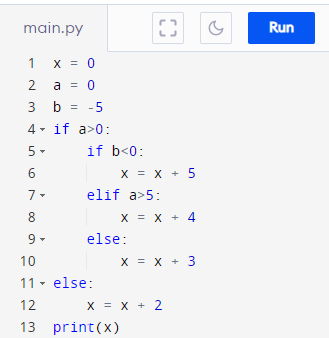 main.py
Run
1 x = 0
2 a = 0
3 b = -5
4 if a>0:
5     if b<0:
6         x = x + 5
7     elif a>5:
8         x = x + 4
9     else:
10         x = x + 3
11 else:
12     x = x + 2
13 print(x)